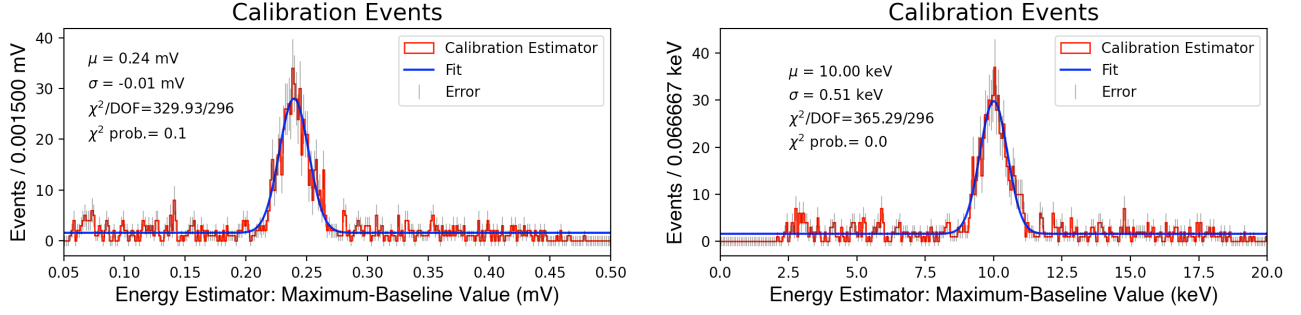 Calibration Events
μ = 0.24 mV
σ = -0.01 mV
χ²/DOF=329.93/296
χ² prob.= 0.1
Calibration Estimator
Fit
Error
Events / 0.001500 mV
40
30
20
10
0
0.05 0.10 0.15 0.20 0.25 0.30 0.35 0.40 0.45 0.50
Energy Estimator: Maximum-Baseline Value (mV)
Calibration Events
μ = 10.00 keV
σ = 0.51 keV
χ²/DOF=365.29/296
χ² prob.= 0.0
Calibration Estimator
Fit
Error
Events / 0.066667 keV
40
30
20
10
0
0.0 2.5 5.0 7.5 10.0 12.5 15.0 17.5 20.0
Energy Estimator: Maximum-Baseline Value (keV)